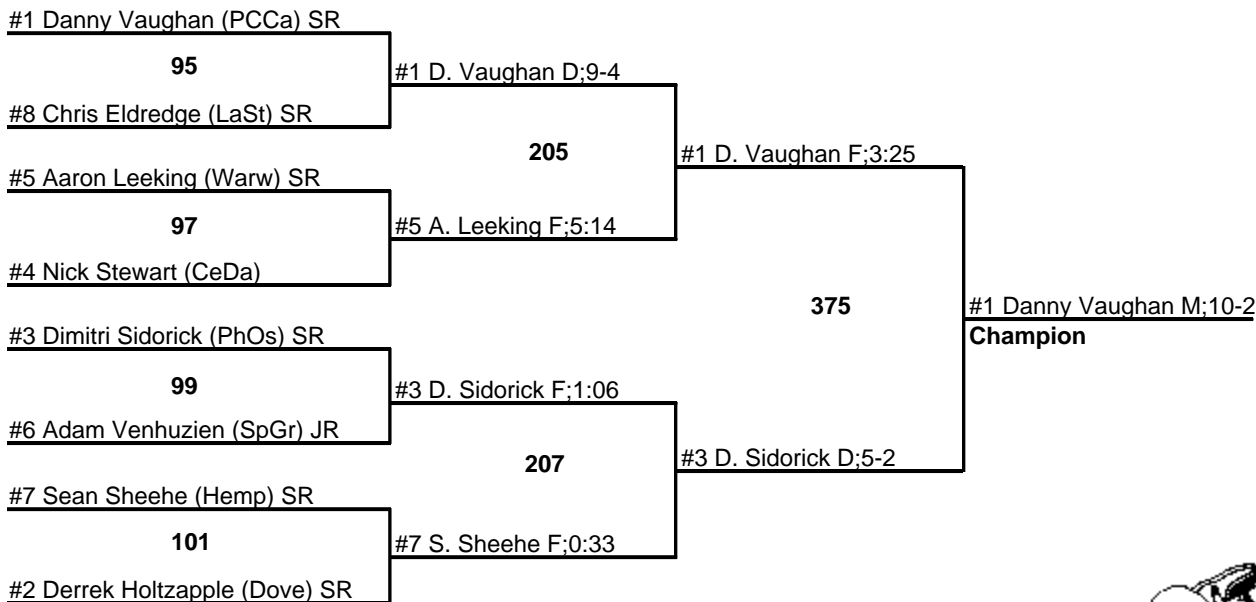 #1 Danny Vaughan (PCCa) SR
95
#8 Chris Eldredge (LaSt) SR
#1 D. Vaughan D;9-4
205
#5 Aaron Leeking (Warw) SR
97
#4 Nick Stewart (CeDa)
#5 A. Leeking F;5:14
#1 D. Vaughan F;3:25
375
#3 Dimitri Sidorick (PhOs) SR
99
#6 Adam Venhuzien (SpGr) JR
#3 D. Sidorick F;1:06
207
#7 Sean Sheehe (Hemp) SR
101
#2 Derrek Holtzapple (Dove) SR
#7 S. Sheehe F;0:33
#3 D. Sidorick D;5-2
#1 Danny Vaughan M;10-2
Champion